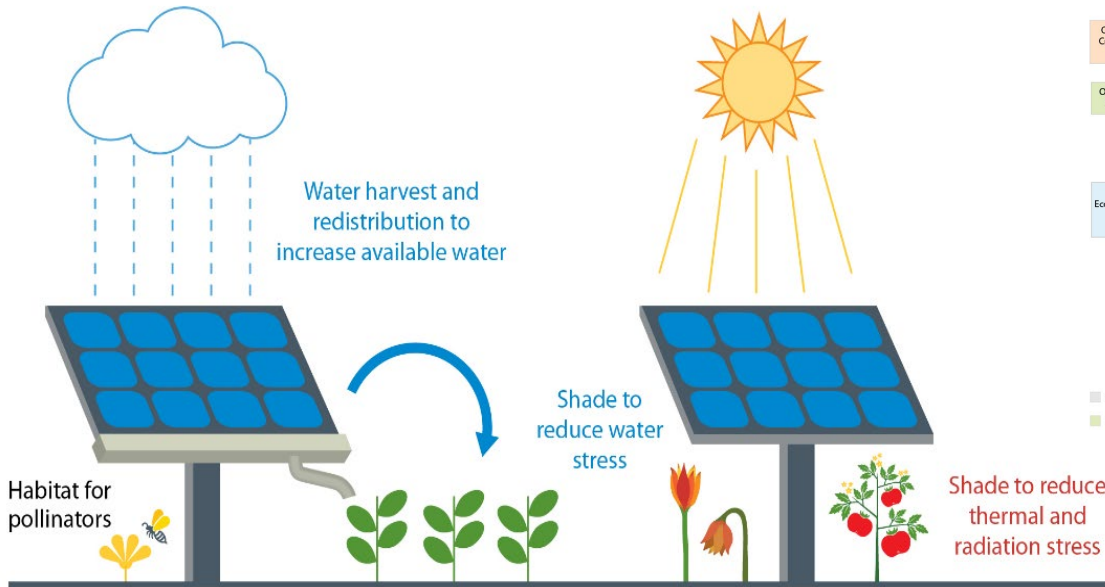 Water harvest and
redistribution to
increase available water
Shade to
reduce water
stress
Habitat for
pollinators
Shade to reduce
thermal and
radiation stress